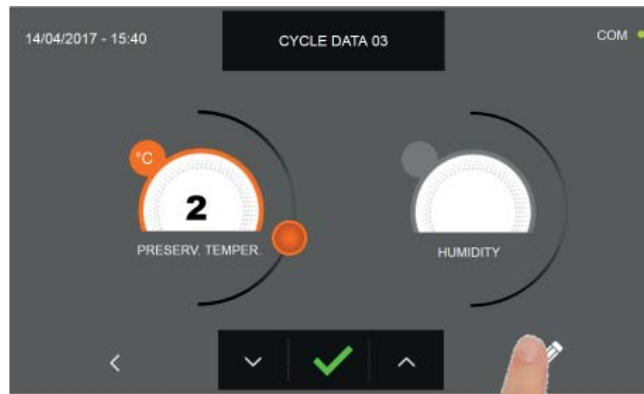 14/04/2017 - 15:40
CYCLE DATA 03
COM
°C
2
PRESERV. TEMPER.
HUMIDITY